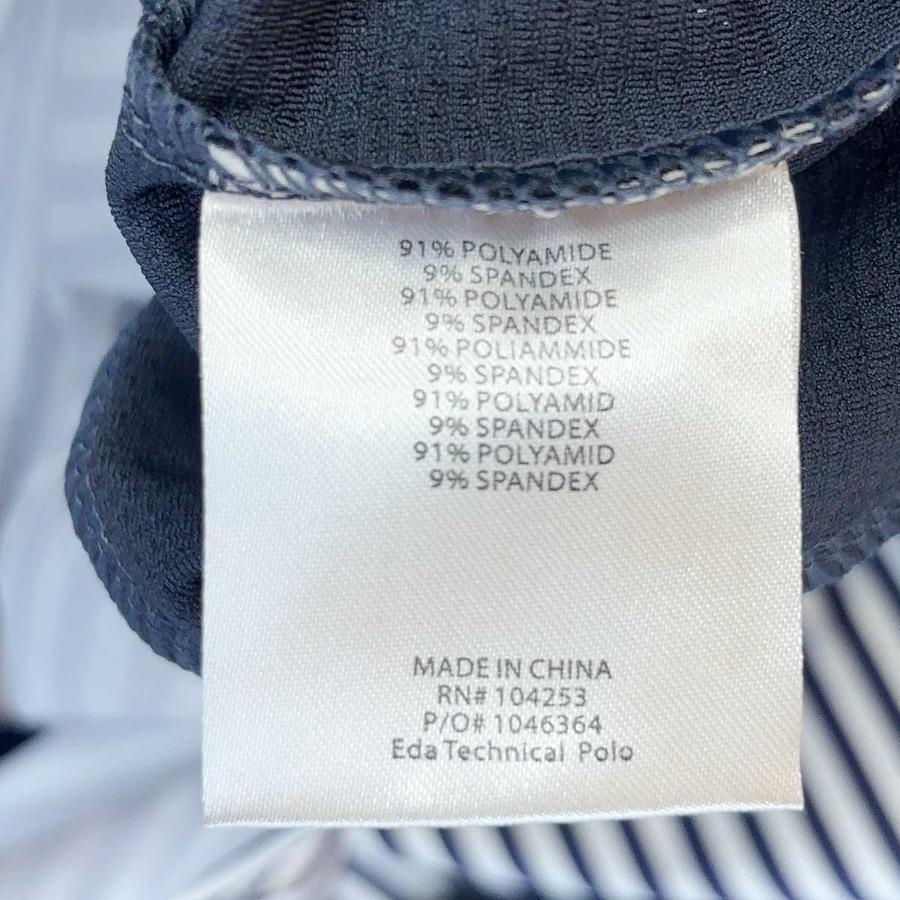 91% POLYAMIDE
9% SPANDEX
91% POLYAMIDE
9% SPANDEX
91% POLIAMMIDE
9% SPANDEX
91% POLYAMID
9% SPANDEX
91% POLYAMID
9% SPANDEX
MADE IN CHINA
RN# 104253
P/O# 1046364
Eda Technical Polo